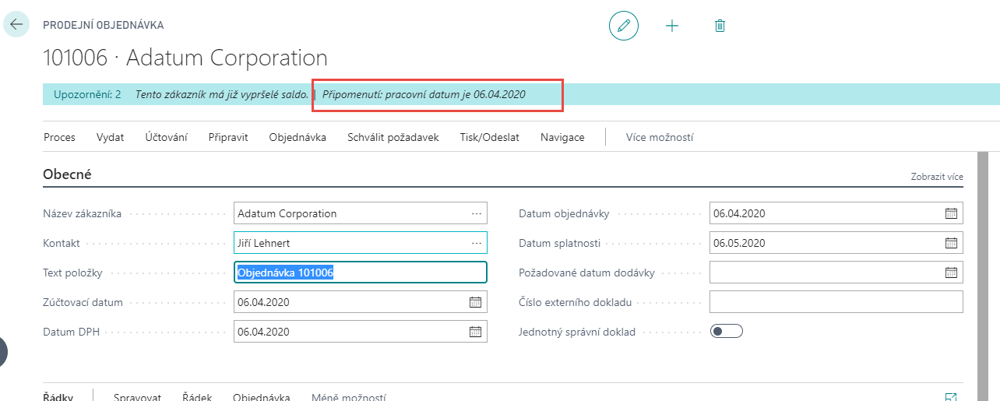 PRODEJNÍ OBJEDNÁVKA
101006 · Adatum Corporation
Upozornění: 2 Tento zákazník má již vypršelé saldo. | Připomenutí: pracovní datum je 06.04.2020
Proces Vydat Účtování Připravit Objednávka Schválit požadavek Tisk/Odeslat Navigace Více možností
Obecné Zobrazit více
Název zákazníka Adatum Corporation ··· Datum objednávky 06.04.2020
Kontakt Jiří Lehnert ··· Datum splatnosti 06.05.2020
Text položky Objednávka 101006 Požadované datum dodávky
Zúčtovací datum 06.04.2020 Číslo externího dokladu
Datum DPH 06.04.2020 Jednotný správní doklad
Řádky Spravovat Řádek Objednávka Méně možností